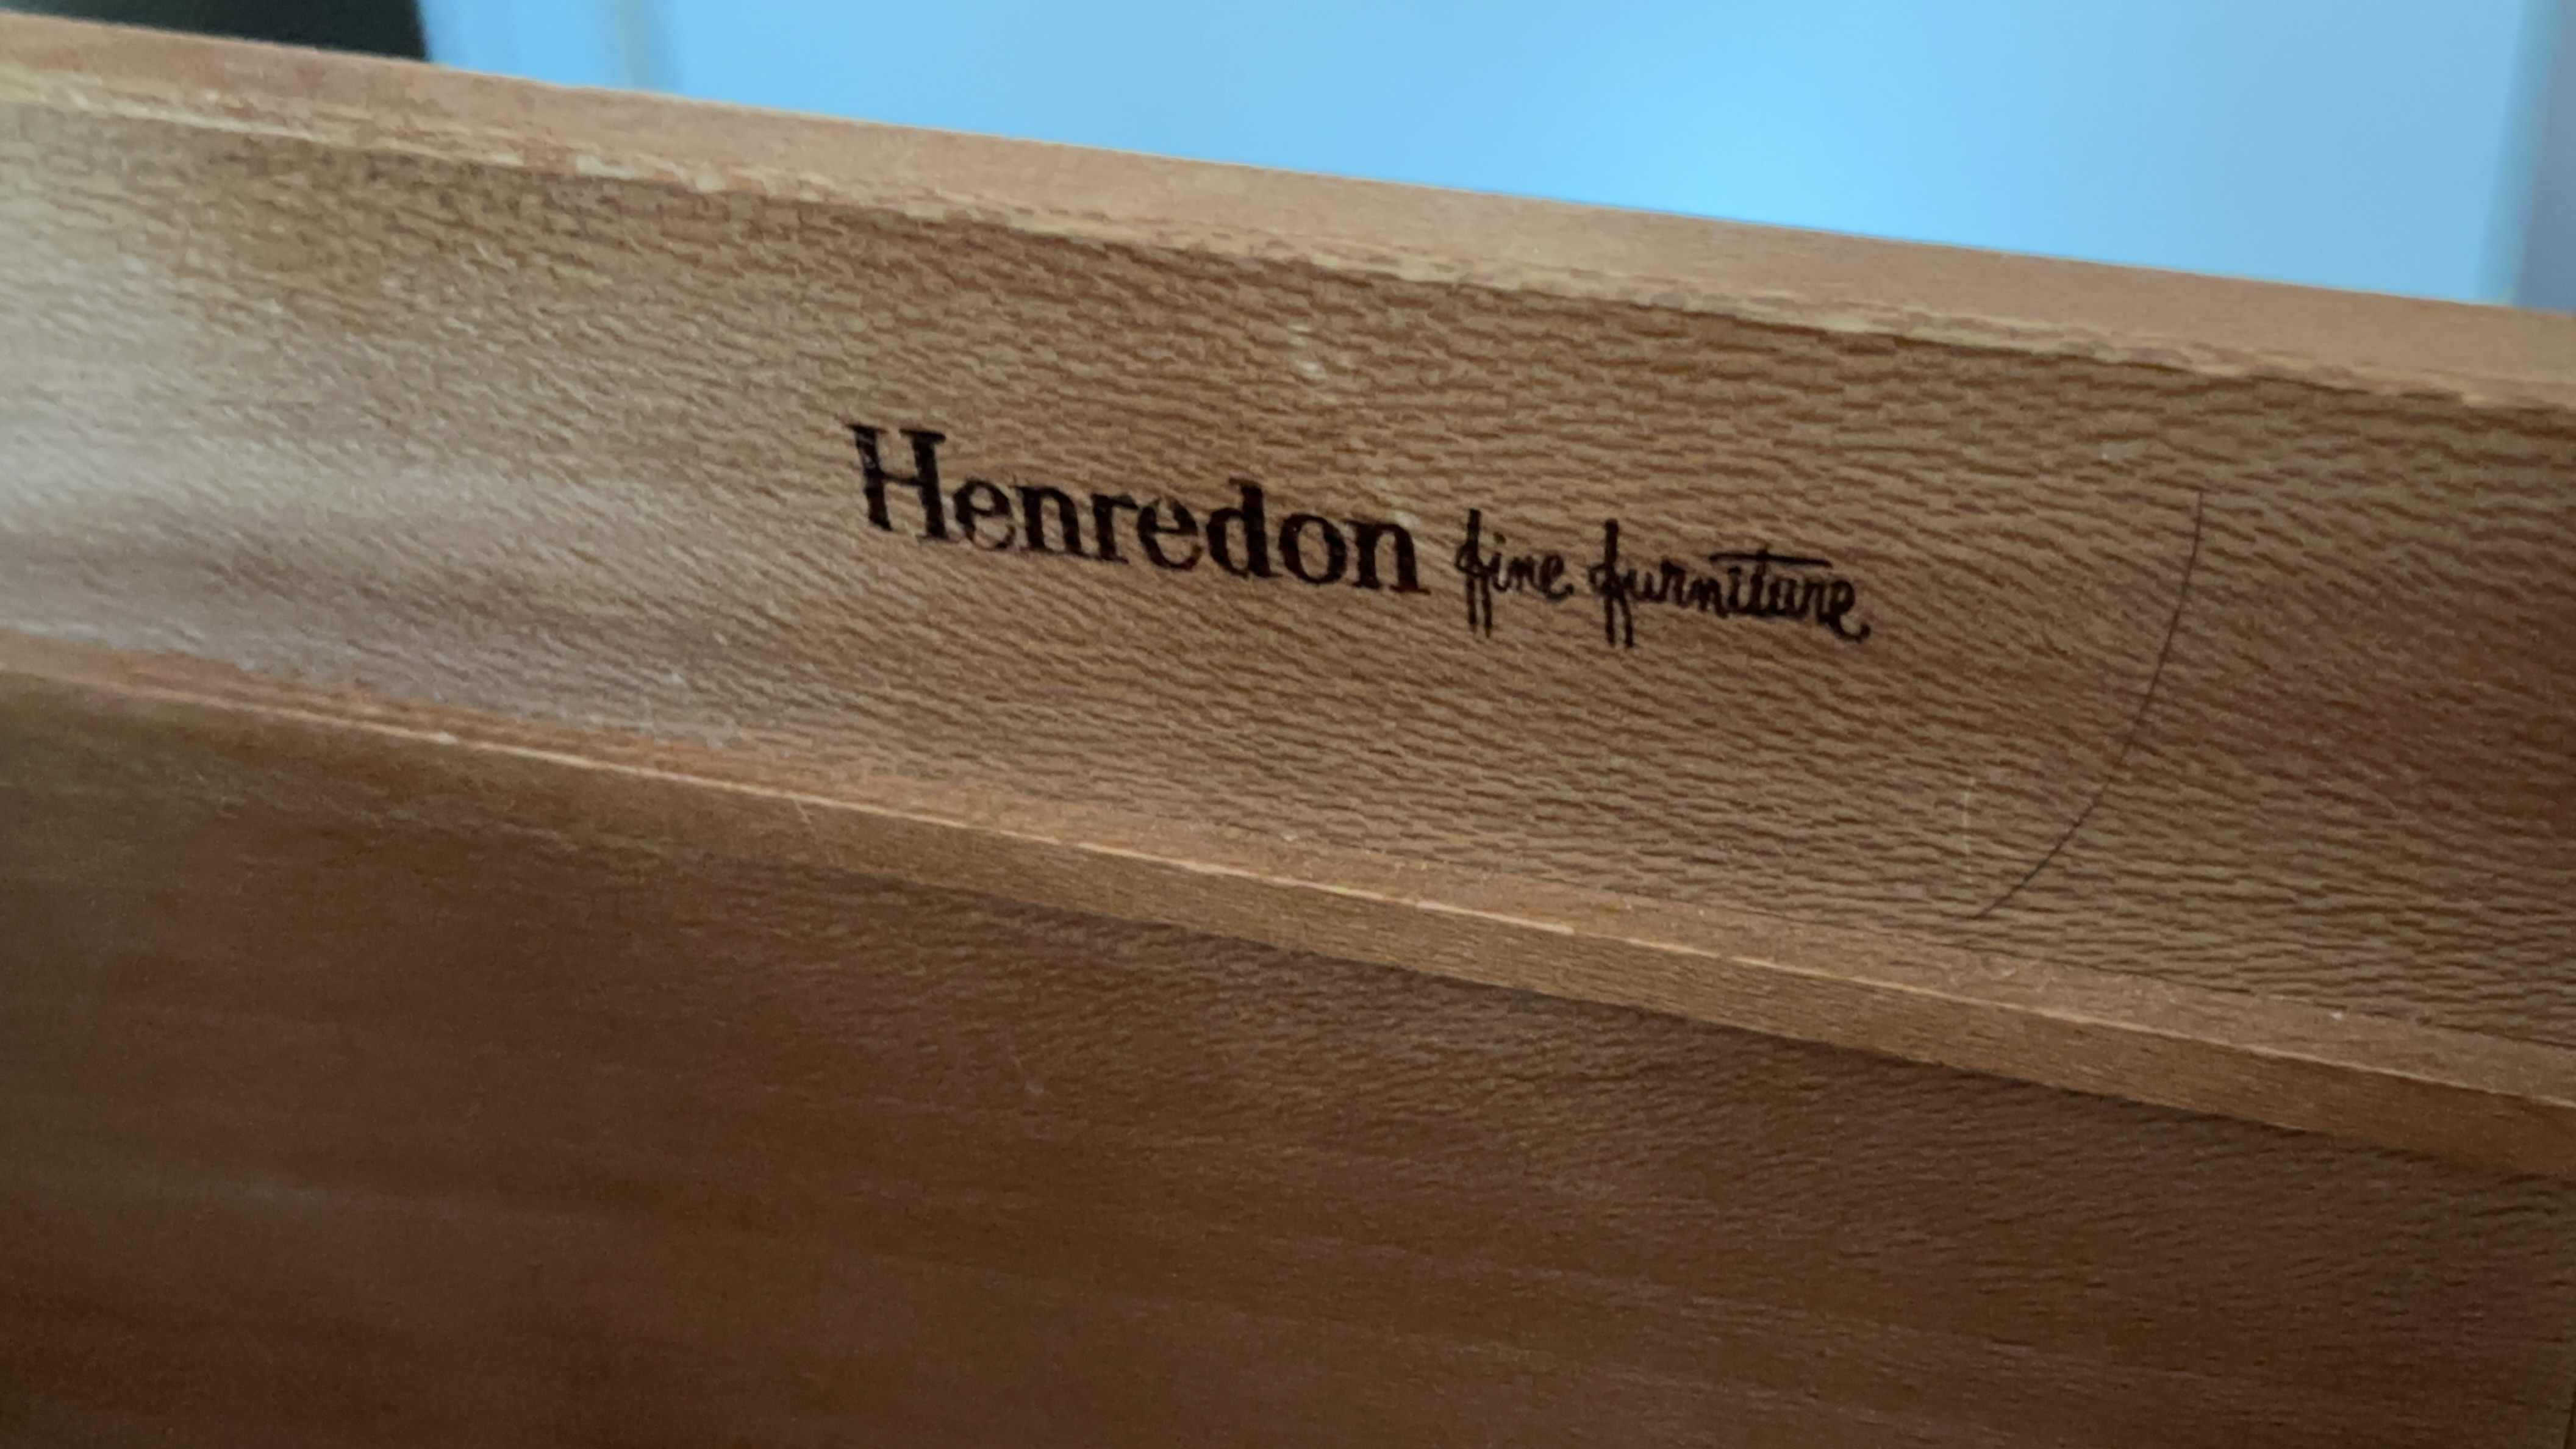 Henredon fine furniture